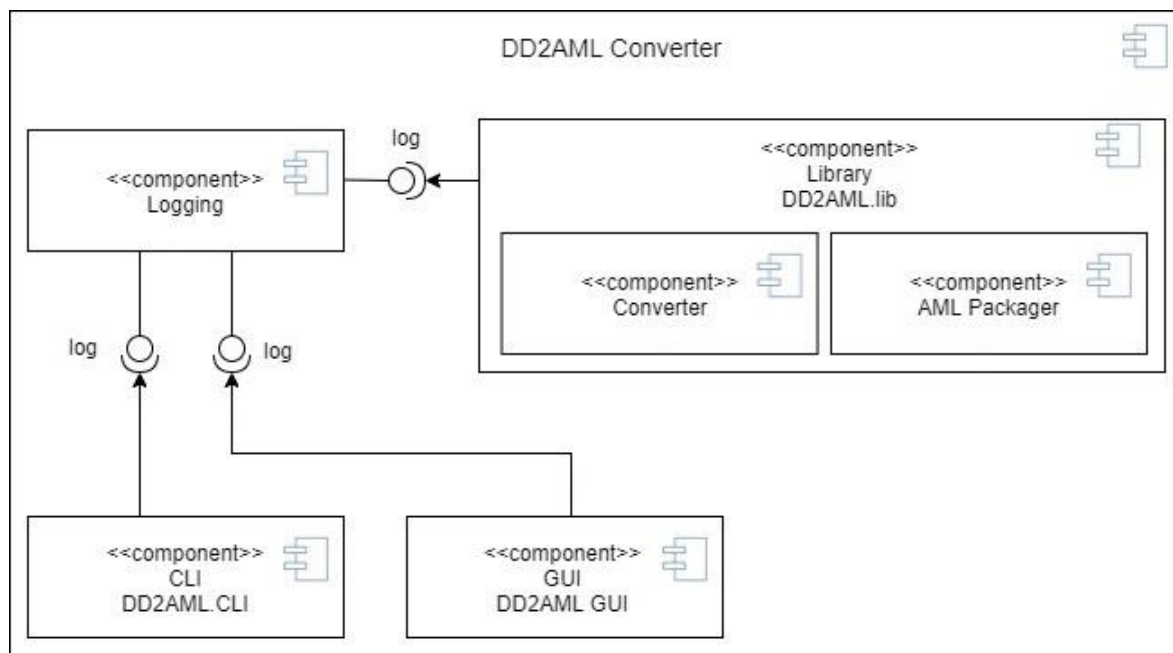 DD2AML Converter
<<component>>
Logging
log
<<component>>
Library
DD2AML.lib
<<component>>
Converter
<<component>>
AML Packager
log
log
<<component>>
CLI
DD2AML.CLI
<<component>>
GUI
DD2AML GUI